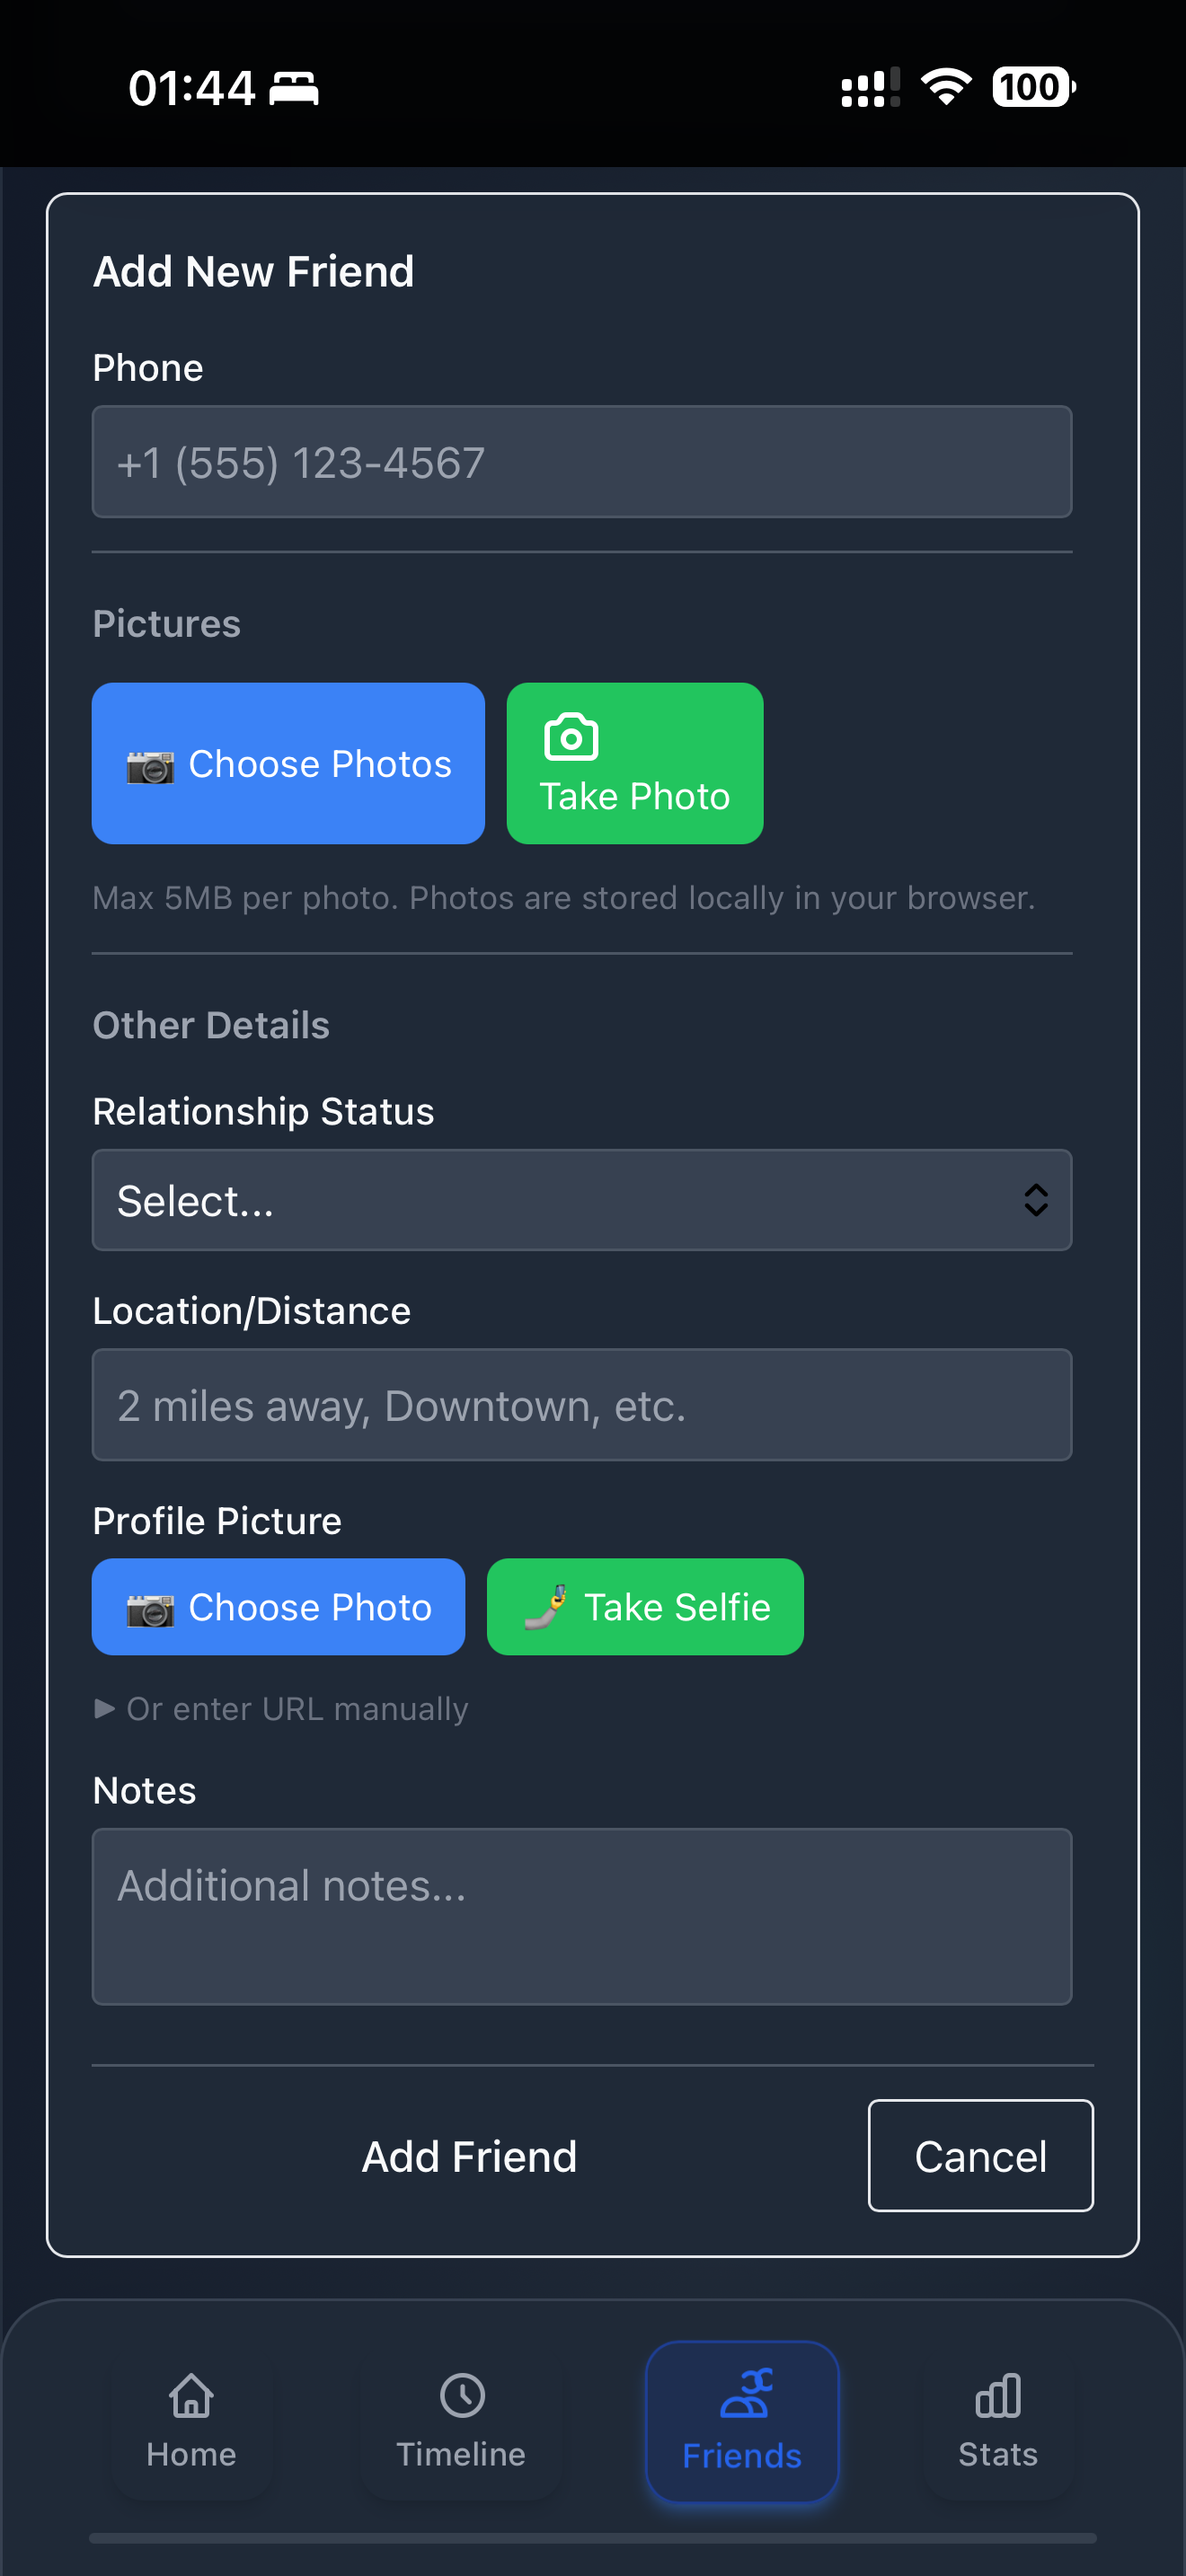 01:44
100
Add New Friend
Phone
+1 (555) 123-4567
Pictures
Choose Photos
Take Photo
Max 5MB per photo. Photos are stored locally in your browser.
Other Details
Relationship Status
Select...
Location/Distance
2 miles away, Downtown, etc.
Profile Picture
Choose Photo
Take Selfie
Or enter URL manually
Notes
Additional notes...
Add Friend
Cancel
Home
Timeline
Friends
Stats